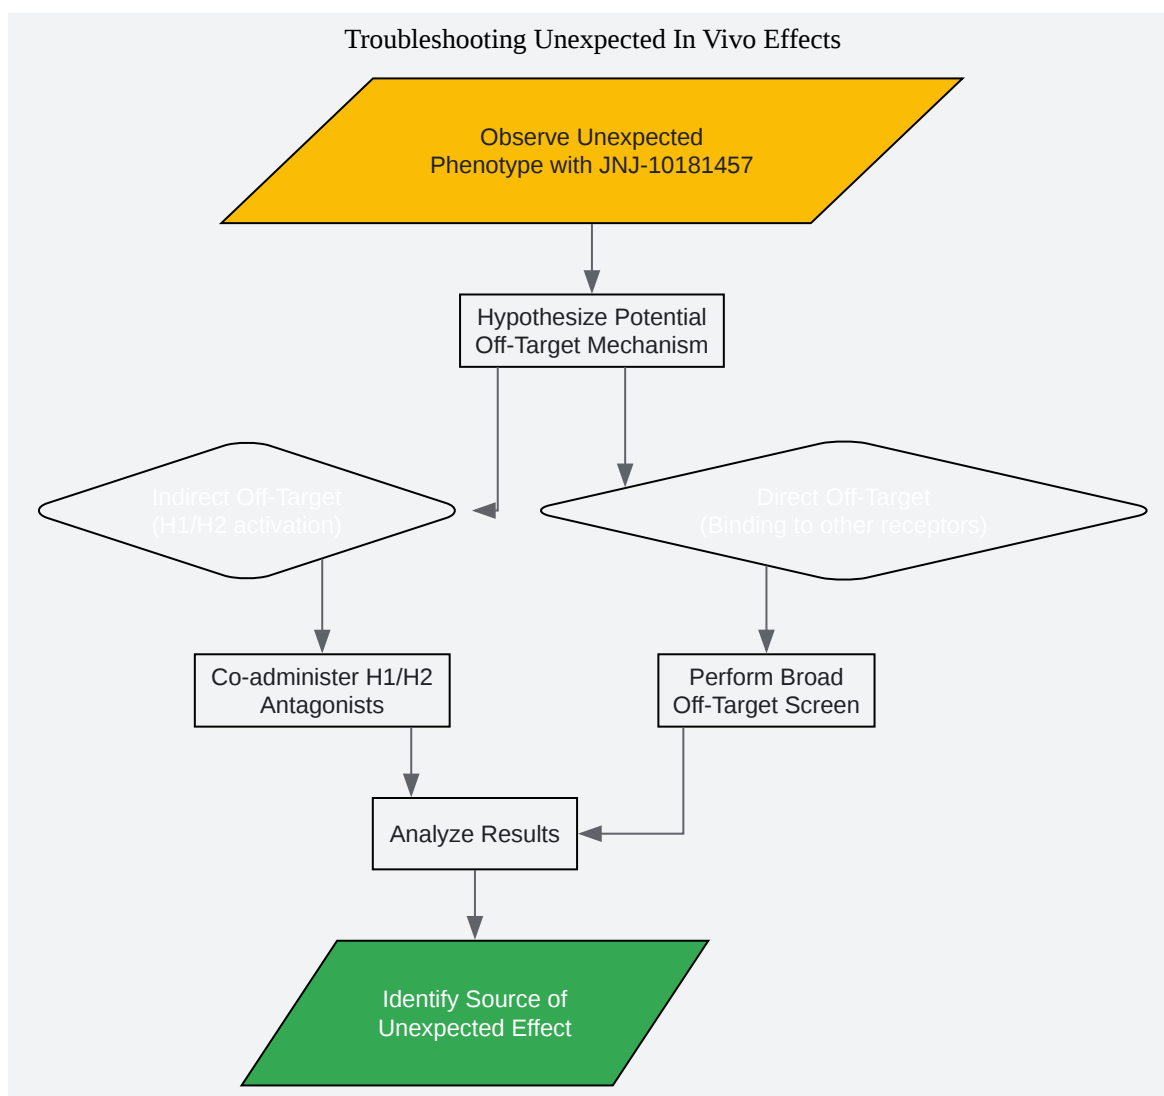 Troubleshooting Unexpected In Vivo Effects
Observe Unexpected
Phenotype with JNJ-10181457
Hypothesize Potential
Off-Target Mechanism
Indirect Off-Target
(H1/H2 activation)
Direct Off-Target
(Binding to other receptors)
Co-administer H1/H2
Antagonists
Perform Broad
Off-Target Screen
Analyze Results
Identify Source of
Unexpected Effect